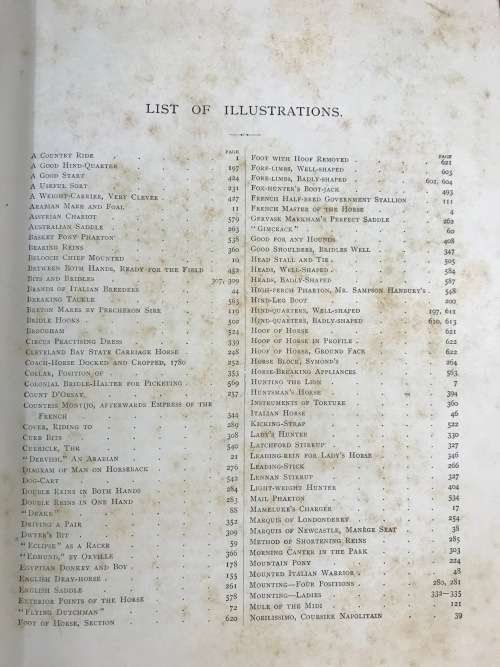 LIST OF ILLUSTRATIONS.
PAGE
A Country Ride 1
A Good Hind-Quarter 197
A Good Start 424
A Useful Sort 231
A Weight-Carrier, Very Clever 427
Arabian Mare and Foal 11
Assyrian Chariot 579
Australian Saddle 263
Basket Pony-Phaeton 538
Bearing Reins 360
Belooch Chief Mounted 10
Between Both Hands, Ready for the Field 452
Bits and Bridles 307, 309
Brands of Italian Breeders 44
Breaking Tackle 565
Breton Mares by Percheron Sire 119
Bridle Hooks 502
Brougham 524
Circus Practising Dress 339
Cleveland Bay State Carriage Horse 248
Coach-Horse Docked and Cropped, 1780 252
Collar, Position of 353
Colonial Bridle-Halter for Picketing 569
Count D'Orsay 237
Countess Montijo, afterwards Empress of the
French 344
Cover, Riding to 289
Curb Bits 308
Curricle, The 540
"Dervish," An Arabian 21
Diagram of Man on Horseback 276
Dog-Cart 542
Double Reins in Both Hands 284
Double Reins in One Hand 283
"Drake" 88
Driving a Pair 352
Dwyer's Bit 309
"Eclipse" as a Racer 59
"Edmund," by Orville 366
Egyptian Donkey and Boy 178
English Dray-horse 155
English Saddle 261
Exterior Points of the Horse 578
"Flying Dutchman" 72
Foot of Horse, Section 620
PAGE
Foot with Hoof Removed 621
Fore-limbs, Well-shaped 603
Fore-limbs, Badly-shaped 602, 604
Fox-hunter's Boot-jack 493
French Half-bred Government Stallion 111
French Master of the Horse 4
Gervase Markham's Perfect Saddle 262
"Gimcrack" 60
Good for any Hounds 408
Good Shoulders, Bridles Well 347
Head Stall and Tie 505
Heads, Well-shaped 584
Heads, Badly-shaped 587
High-perch Phaeton, Mr. Sampson Hanbury's 548
Hind-leg Boot 202
Hind-quarters, Well-shaped 197, 611
Hind-quarters, Badly-shaped 610, 613
Hoof of Horse 621
Hoof of Horse in Profile 622
Hoof of Horse, Ground Face 622
Horse Block, Symond's 264
Horse-Breaking Appliances 563
Hunting the Lion 7
Huntsman's Horse 394
Instruments of Torture 360
Italian Horse 46
Kicking-Strap 522
Lady's Hunter 330
Latchford Stirrup 327
Leading-rein for Lady's Horse 346
Leading-Stick 266
Lennan Stirrup 327
Light-weight Hunter 404
Mail Phaeton 534
Mameluke's Charger 17
Marquis of Londonderry 254
Marquis of Newcastle, Manège Seat 38
Method of Shortening Reins 285
Morning Canter in the Park 303
Mountain Pony 224
Mounted Italian Warrior 48
Mounting—Four Positions 280, 281
Mounting—Ladies 332—335
Mule of the Midi 121
Nobilissimo, Coursier Napolitain 39